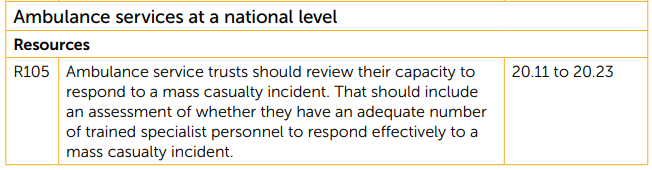 Ambulance services at a national level
Resources
R105 Ambulance service trusts should review their capacity to 20.11 to 20.23
respond to a mass casualty incident. That should include
an assessment of whether they have an adequate number
of trained specialist personnel to respond effectively to a
mass casualty incident.